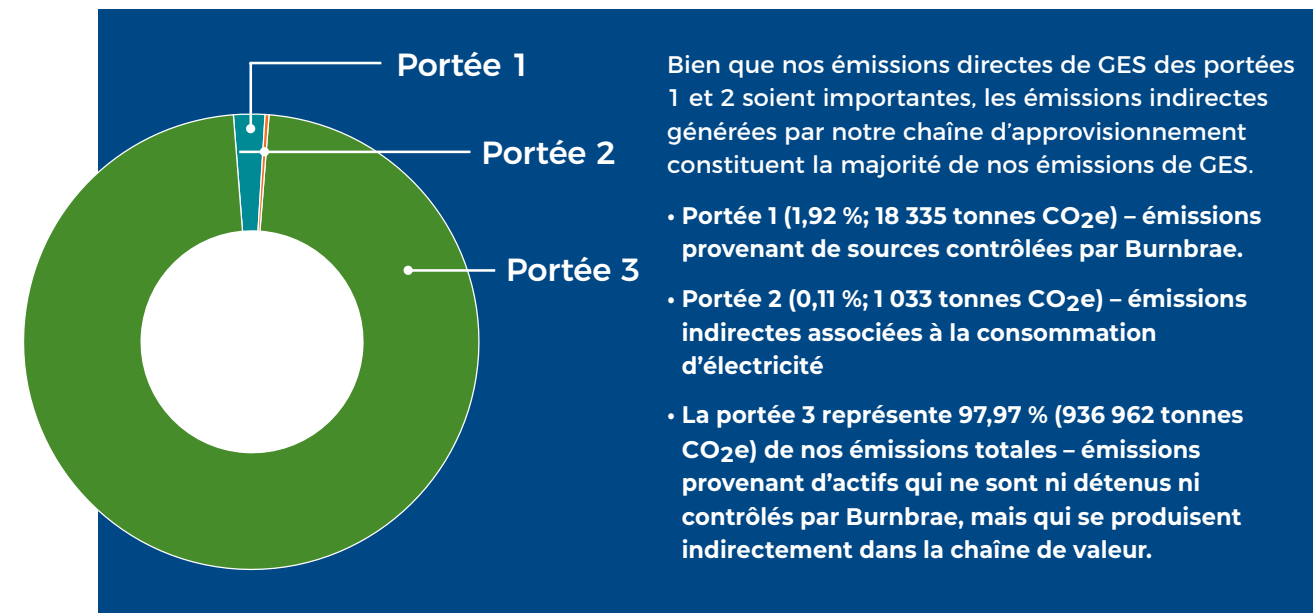 Portée 1
Portée 2
Portée 3
Bien que nos émissions directes de GES des portées
1 et 2 soient importantes, les émissions indirectes
générées par notre chaîne d’approvisionnement
constituent la majorité de nos émissions de GES.
• Portée 1 (1,92 %; 18 335 tonnes CO2e) – émissions
provenant de sources contrôlées par Burnbrae.
• Portée 2 (0,11 %; 1 033 tonnes CO2e) – émissions
indirectes associées à la consommation
d’électricité
• La portée 3 représente 97,97 % (936 962 tonnes
CO2e) de nos émissions totales – émissions
provenant d’actifs qui ne sont ni détenus ni
contrôlés par Burnbrae, mais qui se produisent
indirectement dans la chaîne de valeur.